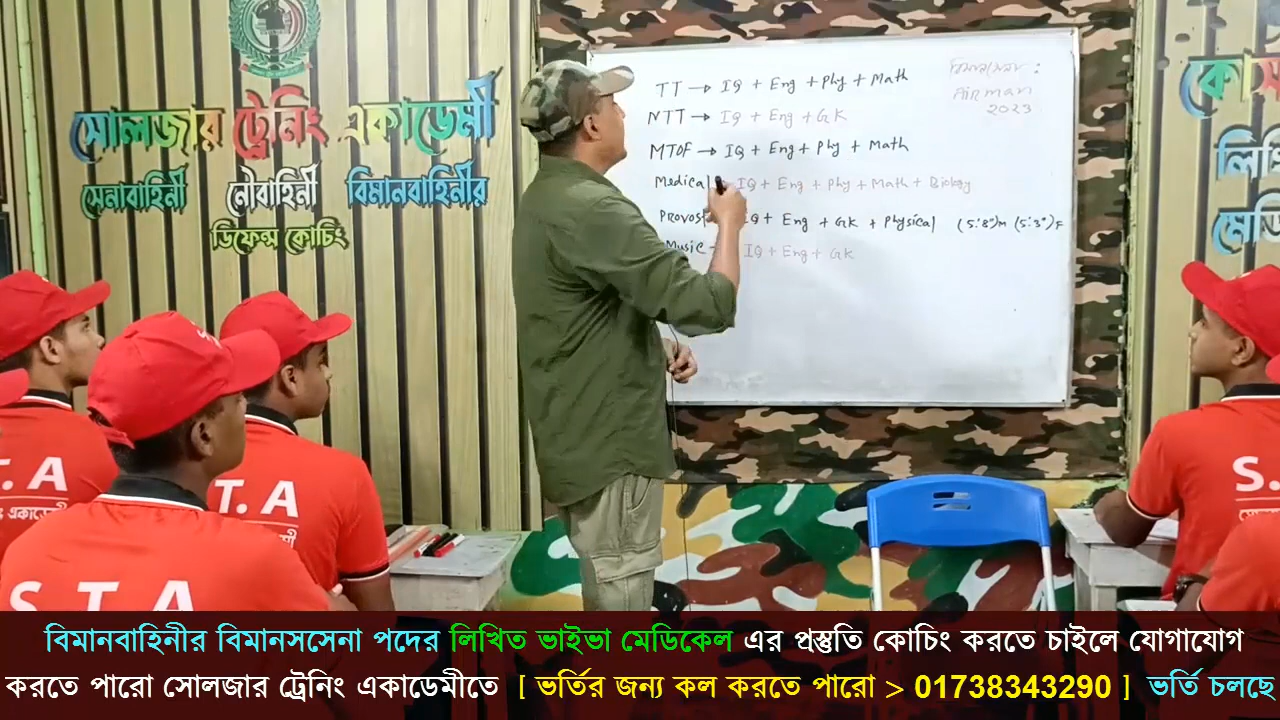 সোলজার ট্রেনিং একাডেমী
সেনাবাহিনী নৌবাহিনী বিমানবাহিনীর
ডিফেন্স কোচিং
বিমানসেনা :
Airman
2023
TT → IQ + Eng + Phy + Math
NTT → IQ + Eng + GK
MTOF → IQ + Eng + Phy + Math
Medical IQ + Eng + Phy + Math + Biology
Provost IQ + Eng + GK + Physical (5'.8")m (5'.3")F
Music - IQ + Eng + GK
লি
মেডি
T. A
একাডেমী
T. A
S. T. A
S.
বিমানবাহিনীর বিমানসসেনা পদের লিখিত ভাইভা মেডিকেল এর প্রস্তুতি কোচিং করতে চাইলে যোগাযোগ
করতে পারো সোলজার ট্রেনিং একাডেমীতে [ ভর্তির জন্য কল করতে পারো > 01738343290 ] ভর্তি চলছে